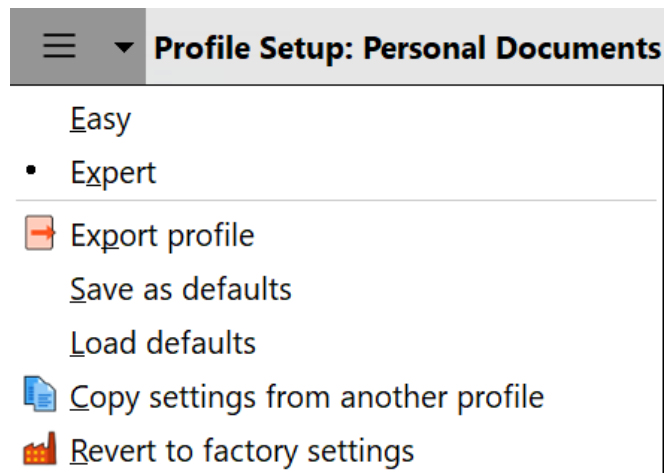 Profile Setup: Personal Documents
Easy
Expert
Export profile
Save as defaults
Load defaults
Copy settings from another profile
Revert to factory settings